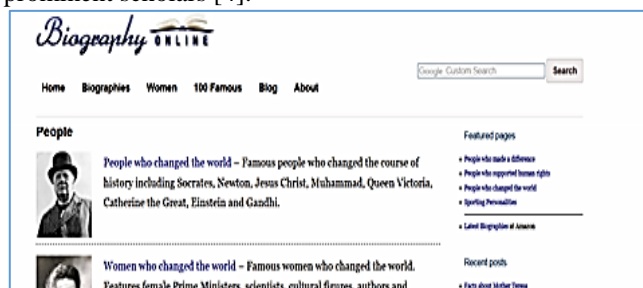 prominent scholars [4].
Biography ONLINE
Google Custom Search Search
Home Biographies Women 100 Famous Blog About
People
People who changed the world – Famous people who changed the course of
history including Socrates, Newton, Jesus Christ, Muhammad, Queen Victoria,
Catherine the Great, Einstein and Gandhi.
Women who changed the world – Famous women who changed the world.
Features female Prime Ministers, scientists, cultural figures, authors and
Featured pages
People who made a difference
People who supported human rights
People who changed the world
Sporting Personalities
Latest Biographies at Amazon
Recent posts
Facts about Mother Teresa